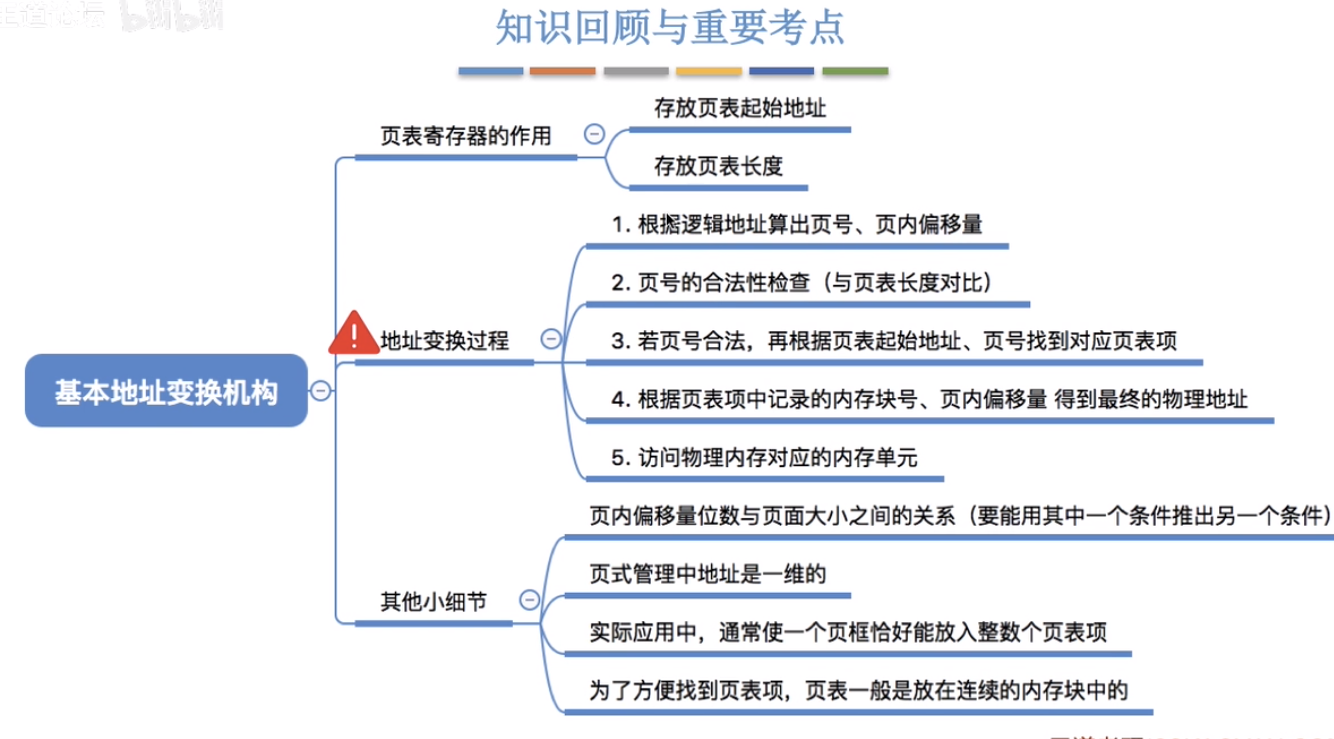 知识回顾与重要考点
存放页表起始地址
页表寄存器的作用
存放页表长度
1. 根据逻辑地址算出页号、页内偏移量
2. 页号的合法性检查（与页表长度对比）
地址变换过程
3. 若页号合法，再根据页表起始地址、页号找到对应页表项
基本地址变换机构
4. 根据页表项中记录的内存块号、页内偏移量 得到最终的物理地址
5. 访问物理内存对应的内存单元
页内偏移量位数与页面大小之间的关系（要能用其中一个条件推出另一个条件）
页式管理中地址是一维的
其他小细节
实际应用中，通常使一个页框恰好能放入整数个页表项
为了方便找到页表项，页表一般是放在连续的内存块中的